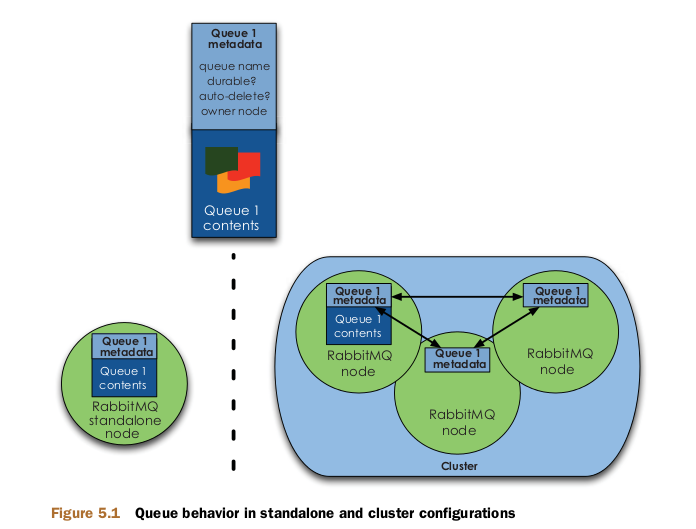 Queue 1
metadata
queue name
durable?
auto-delete?
owner node
Queue 1
contents
Queue 1
metadata
Queue 1
contents
RabbitMQ
standalone
node
Queue 1
metadata
Queue 1
contents
RabbitMQ
node
Queue 1
metadata
RabbitMQ
node
Queue 1
metadata
RabbitMQ
node
Cluster
Figure 5.1 Queue behavior in standalone and cluster configurations